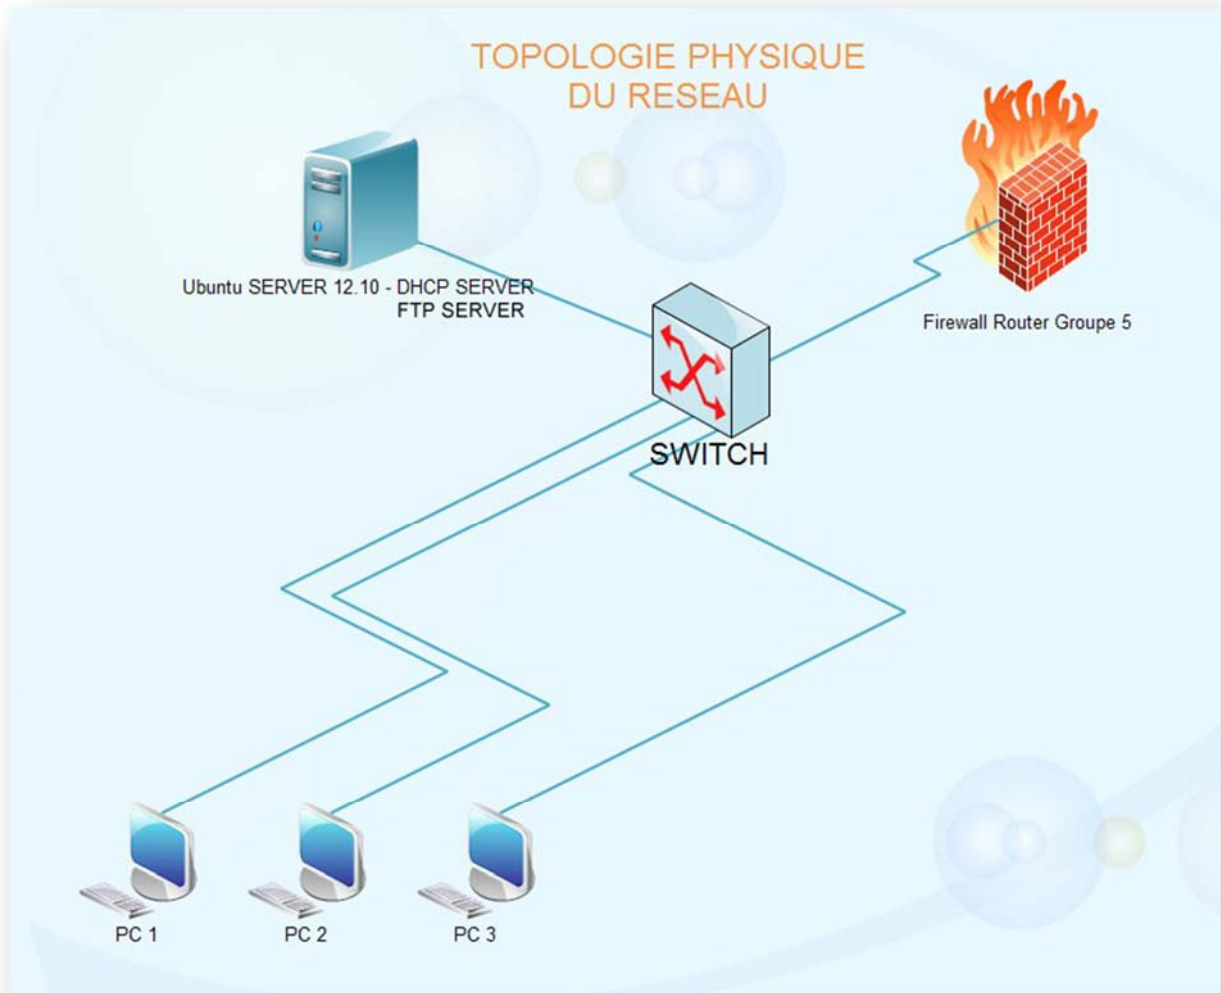 TOPOLOGIE PHYSIQUE
DU RESEAU
Ubuntu SERVER 12.10 - DHCP SERVER
FTP SERVER
Firewall Router Groupe 5
SWITCH
PC 1
PC 2
PC 3